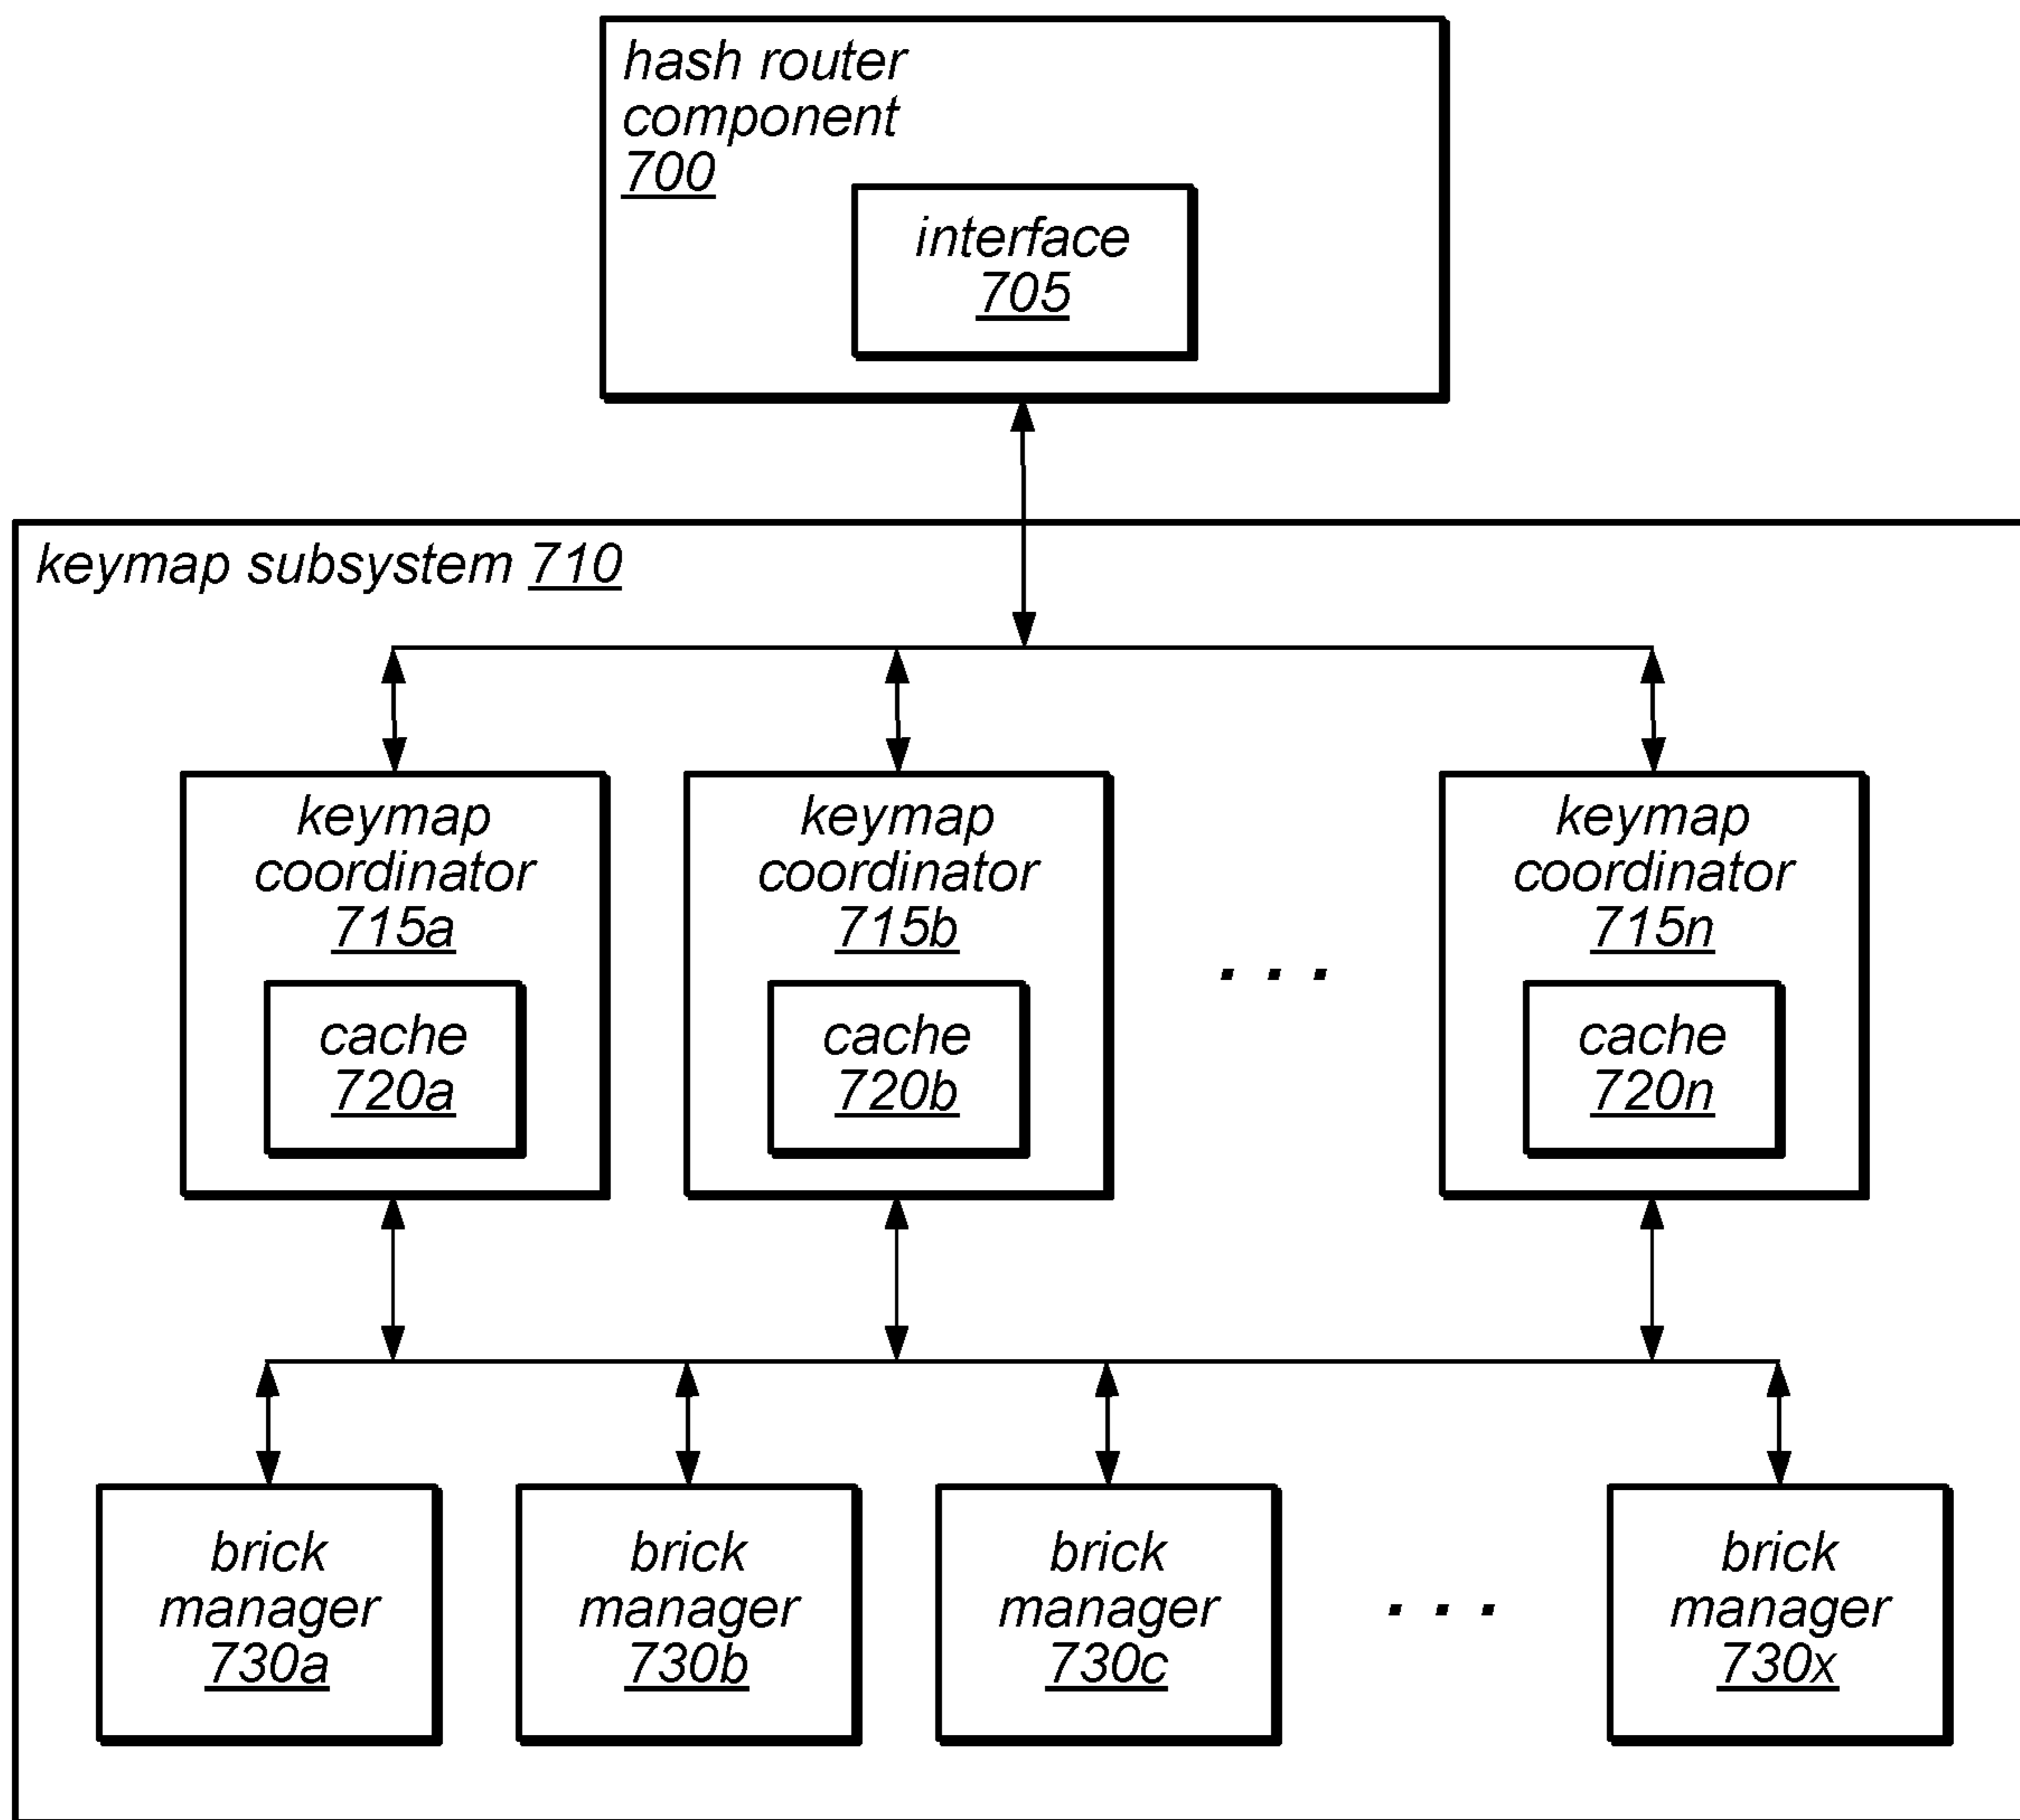 hash router
component
700
interface
705
keymap subsystem 710
keymap
coordinator
715a
cache
720a
keymap
coordinator
715b
cache
720b
. . .
keymap
coordinator
715n
cache
720n
brick
manager
730a
brick
manager
730b
brick
manager
730c
. . .
brick
manager
730x